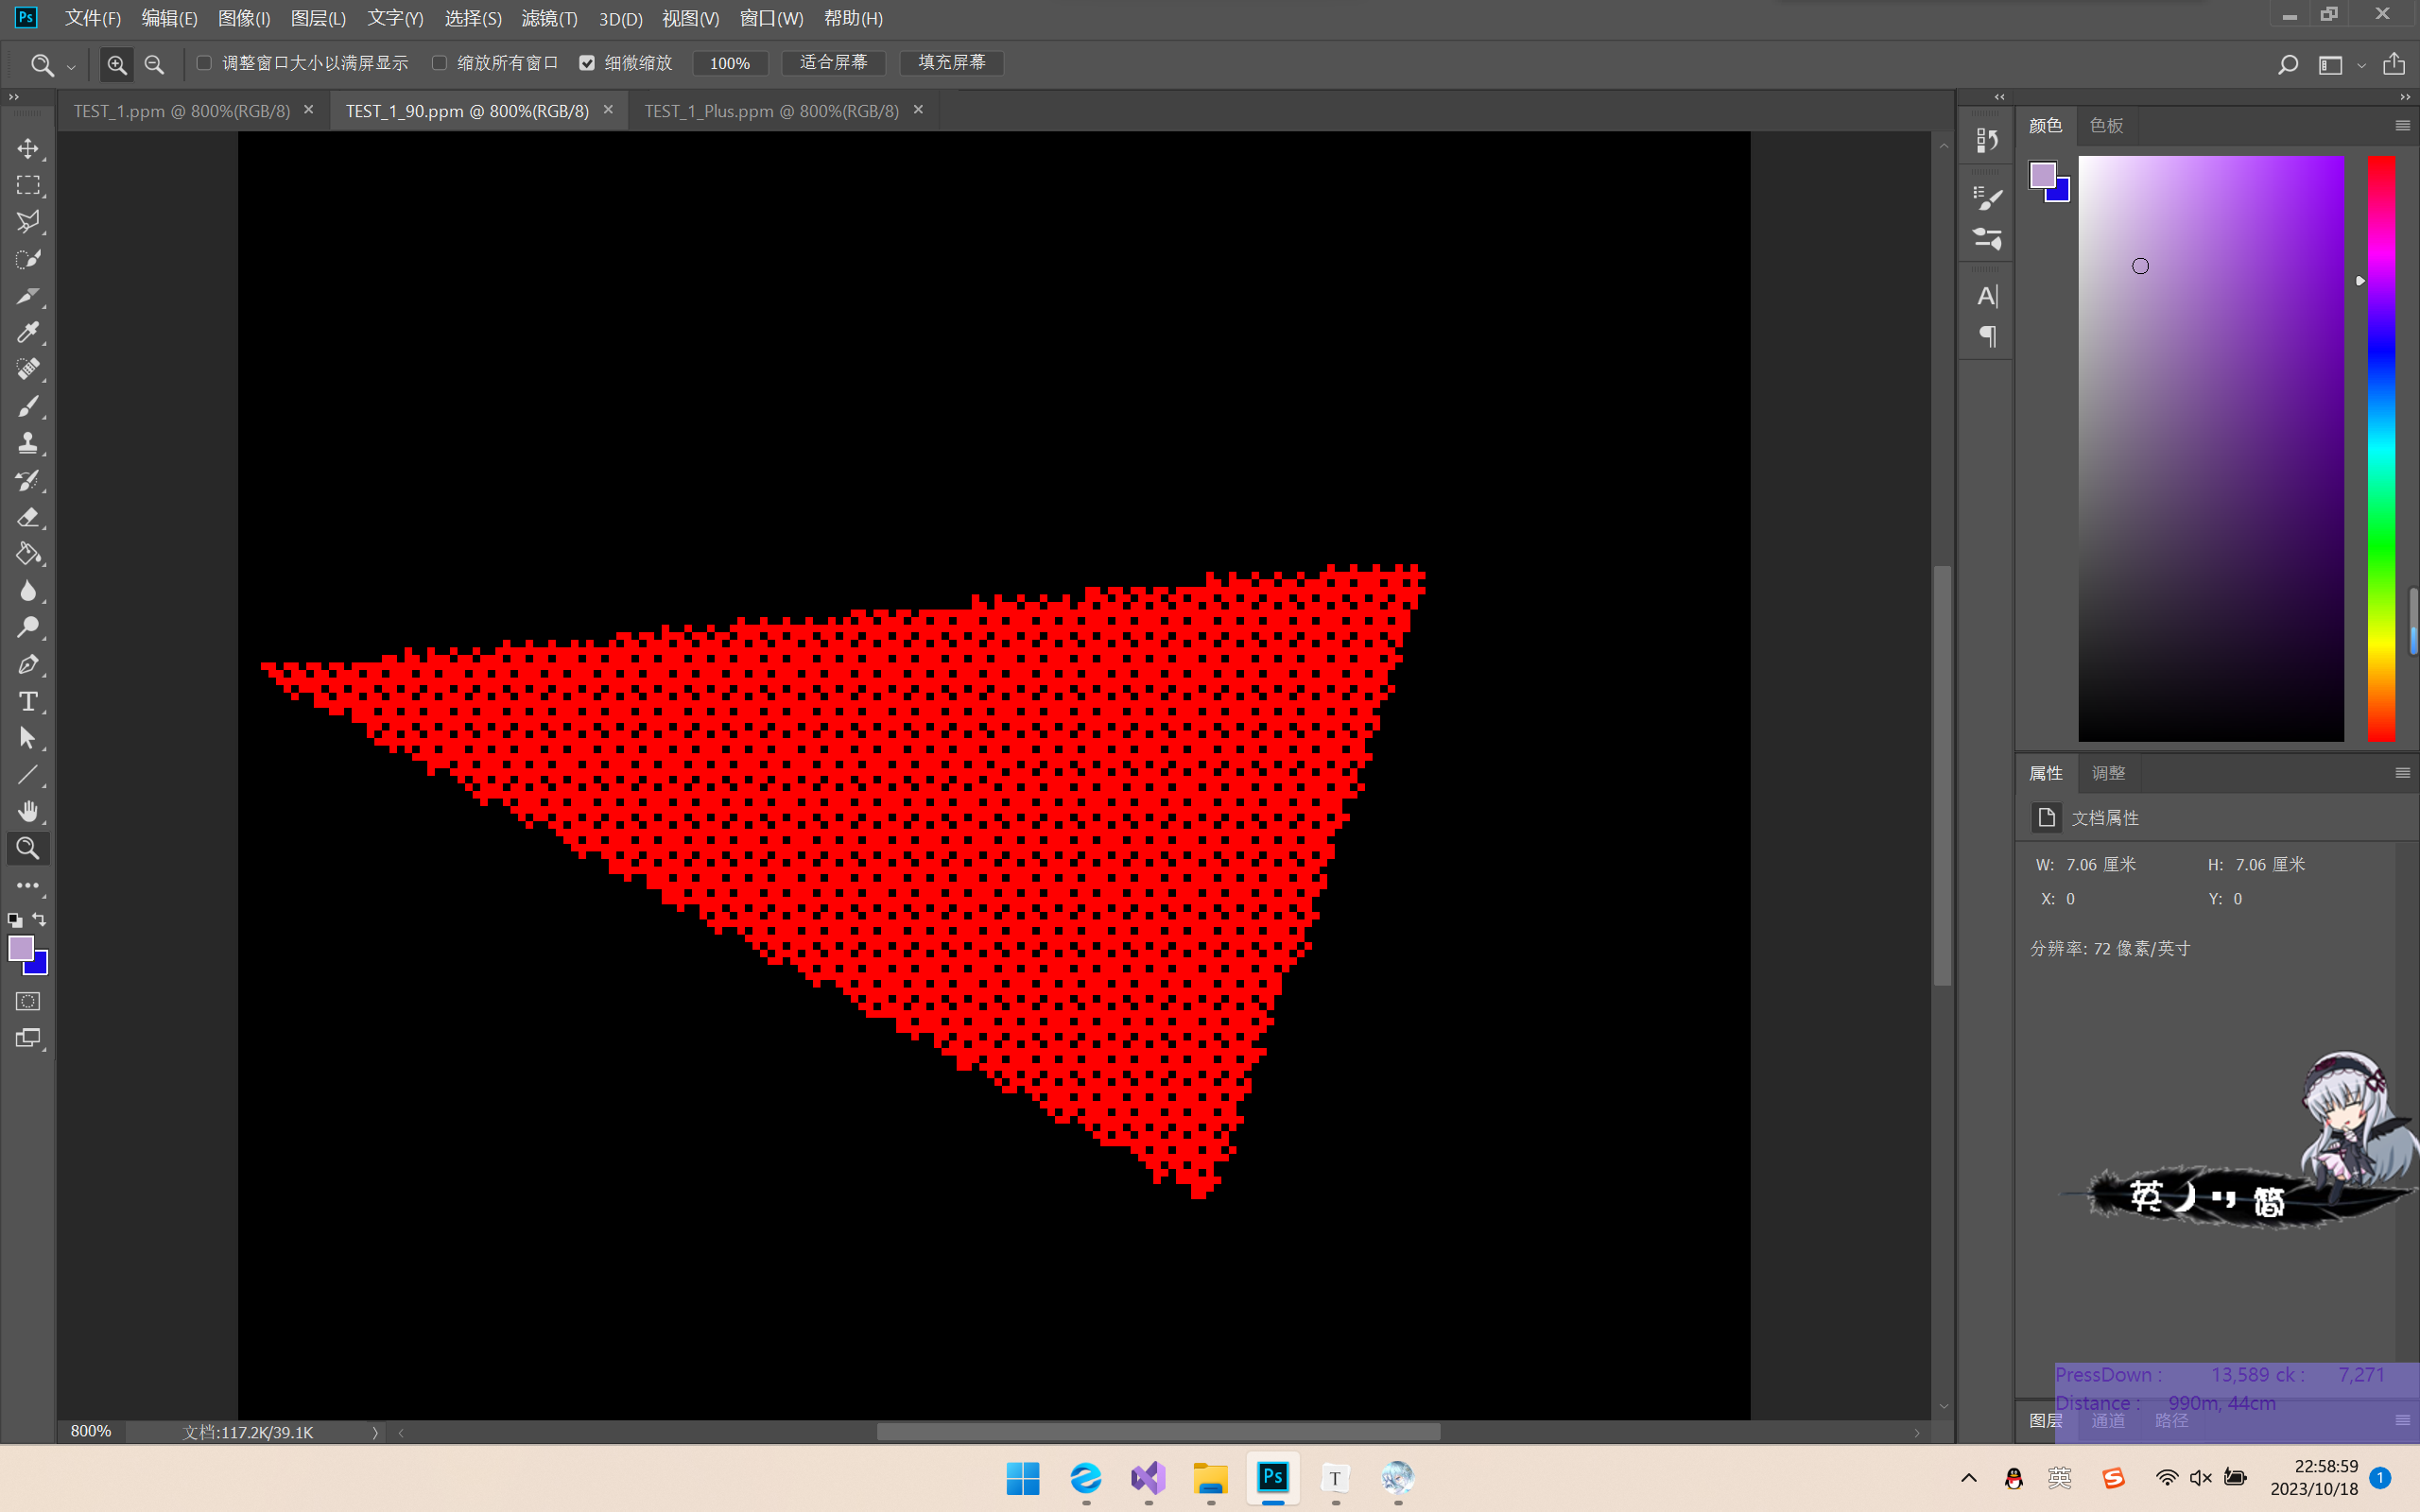 Ps 文件(F) 编辑(E) 图像(I) 图层(L) 文字(Y) 选择(S) 滤镜(T) 3D(D) 视图(V) 窗口(W) 帮助(H)
调整窗口大小以满屏显示 缩放所有窗口 细微缩放 100% 适合屏幕 填充屏幕
TEST_1.ppm @ 800%(RGB/8) × TEST_1_90.ppm @ 800%(RGB/8) × TEST_1_Plus.ppm @ 800%(RGB/8) ×
颜色 色板
属性 调整
文档属性
W: 7.06 厘米 H: 7.06 厘米
X: 0 Y: 0
分辨率: 72 像素/英寸
英 简
PressDown : 13,589 ck : 7,271
Distance : 990m, 44cm
图层 通道 路径
800% 文档:117.2K/39.1K
Ps T 英 22:58:59
2023/10/18 1